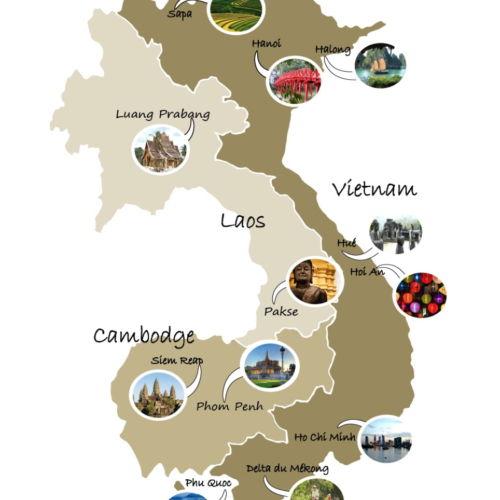 Sapa
Hanoi
Halong
Luang Prabang
Vietnam
Laos
Hué
Hoi An
Pakse
Cambodge
Siem Reap
Phom Penh
Ho Chi Minh
Delta du Mékong
Phu Quoc